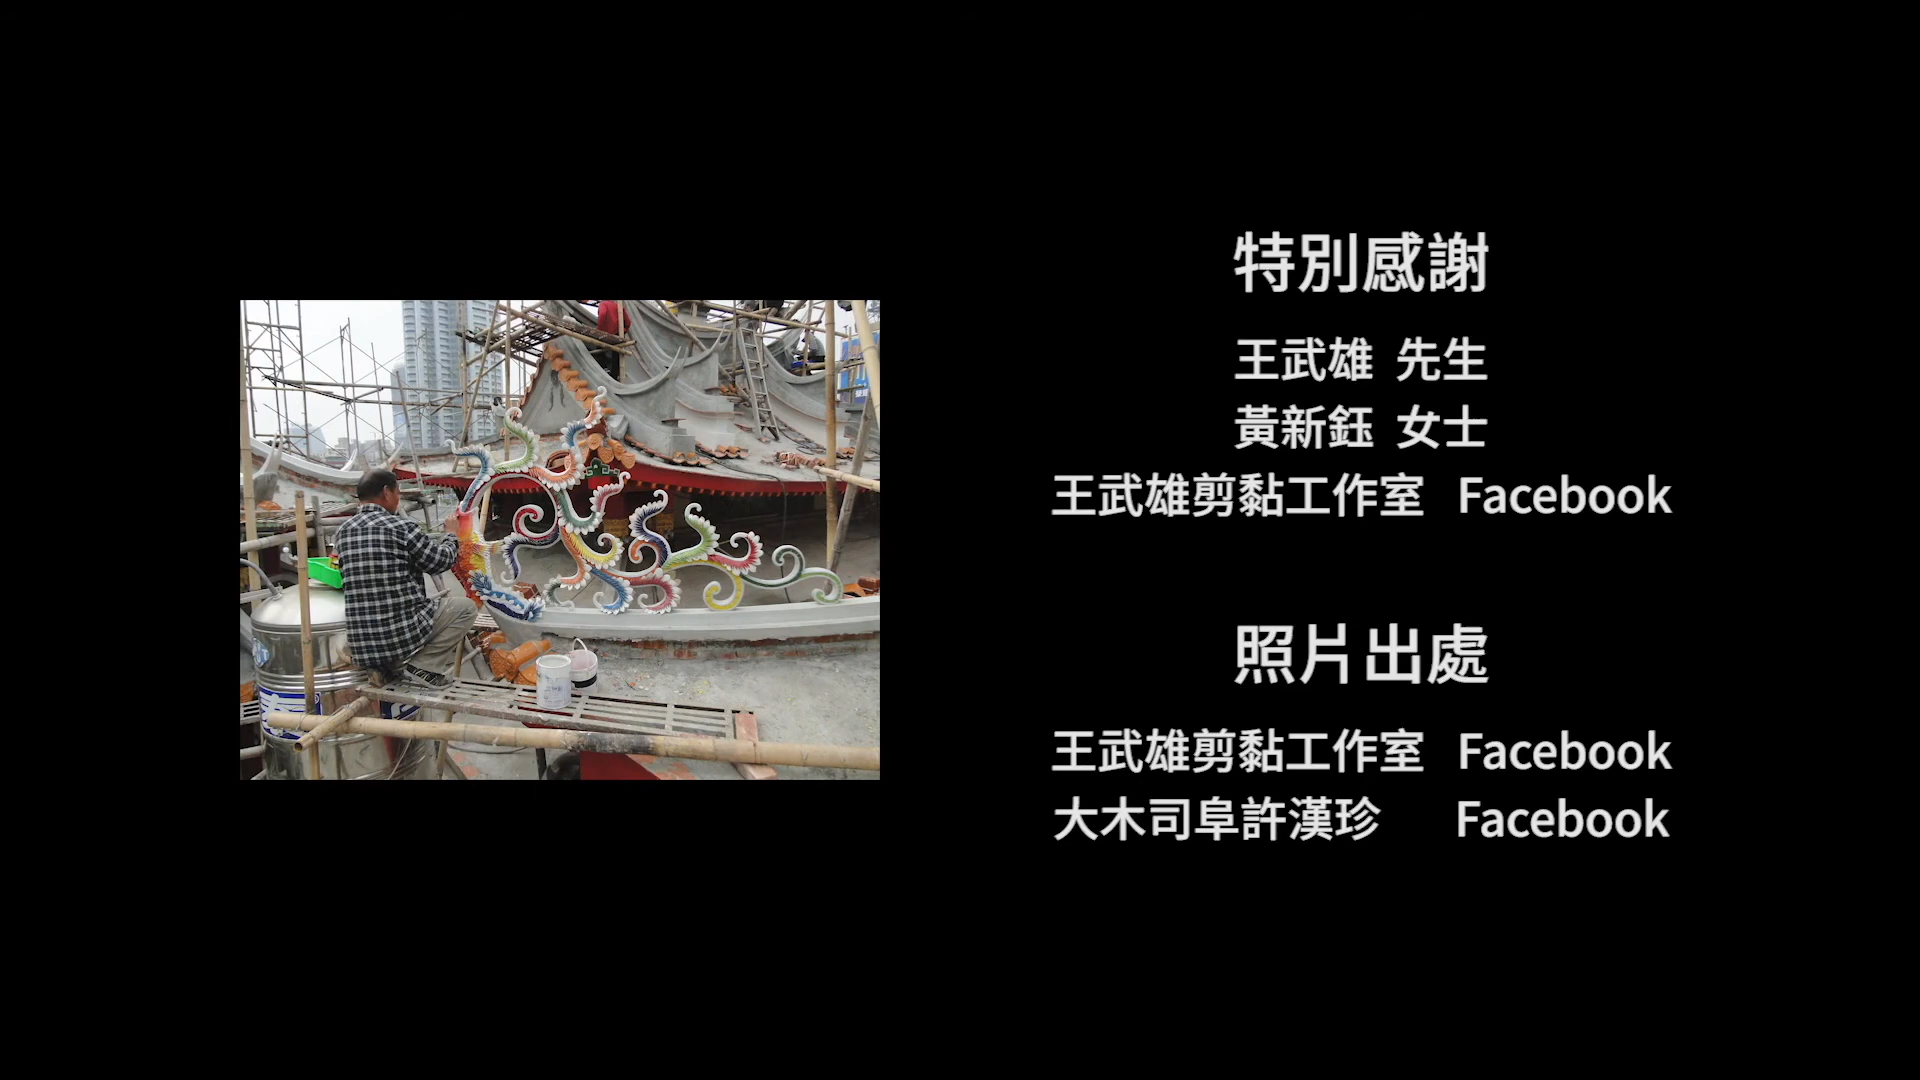 特別感謝
王武雄 先生
黃新鈺 女士
王武雄剪黏工作室 Facebook
照片出處
王武雄剪黏工作室 Facebook
大木司阜許漢珍 Facebook